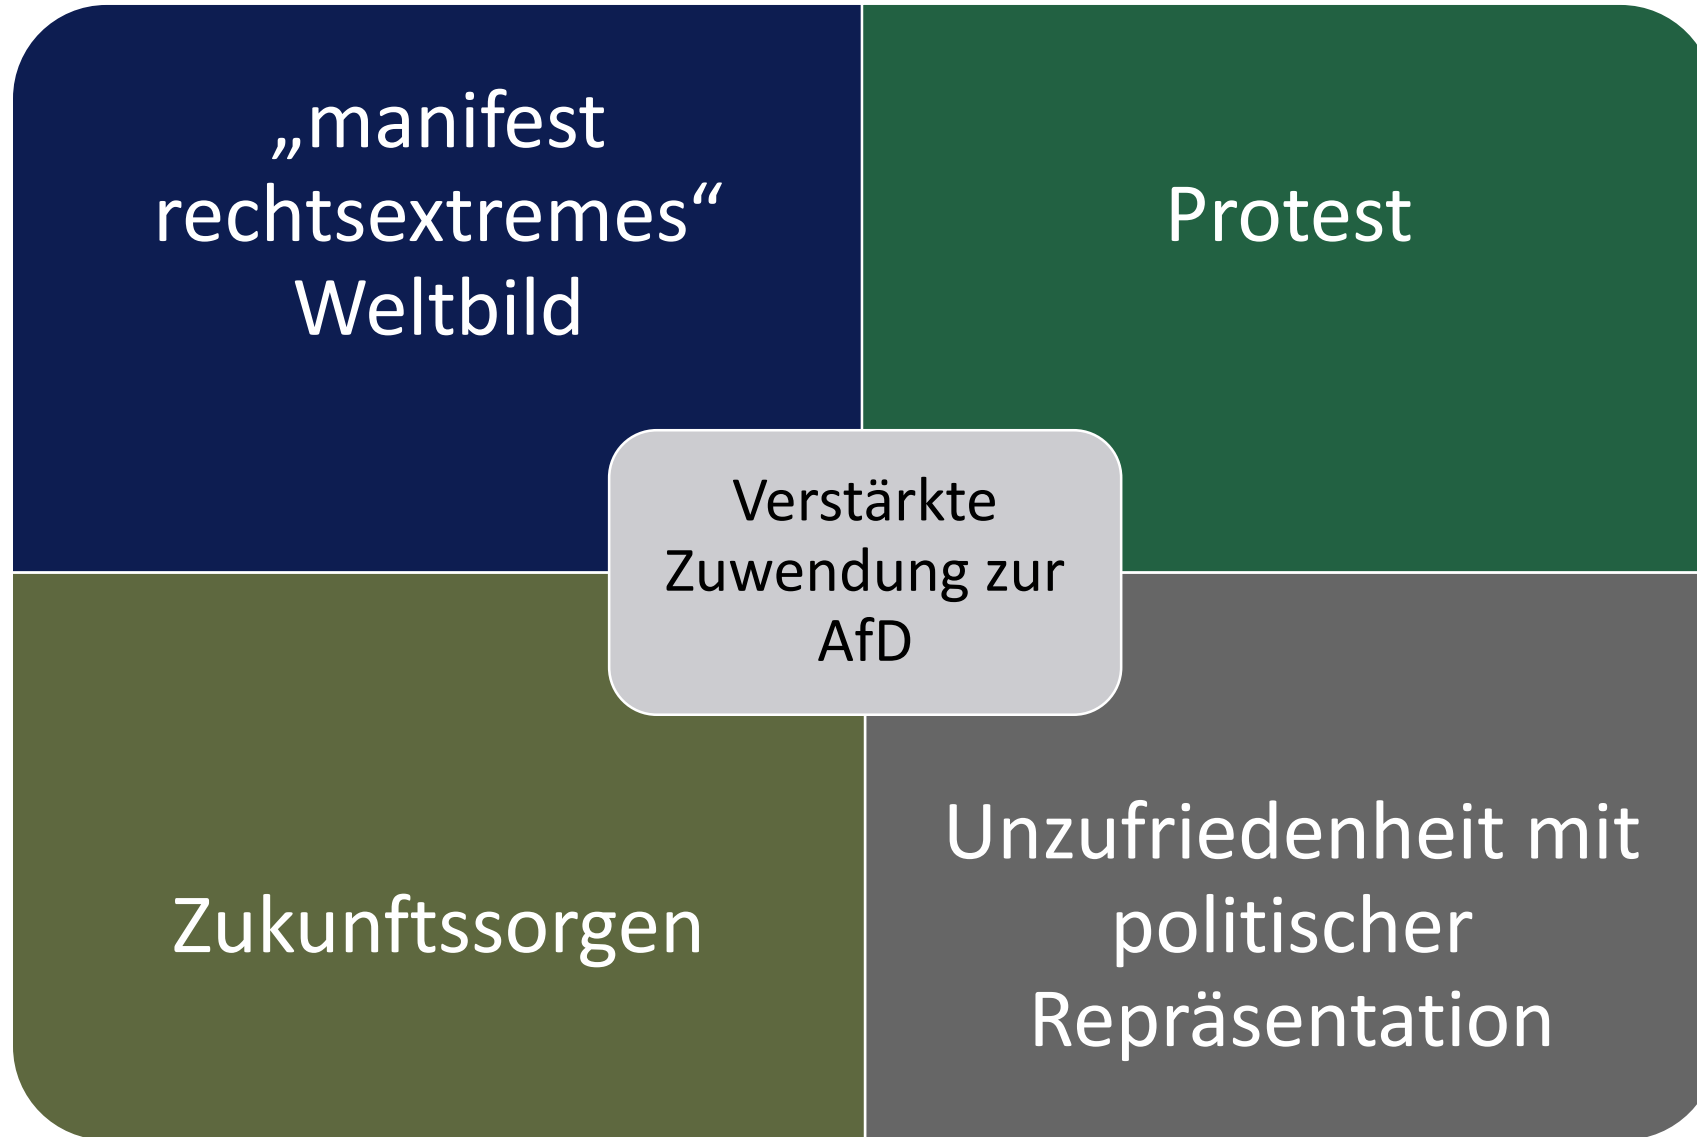 „manifest
rechtsextremes“
Weltbild
Protest
Verstärkte
Zuwendung zur
AfD
Zukunftssorgen
Unzufriedenheit mit
politischer
Repräsentation